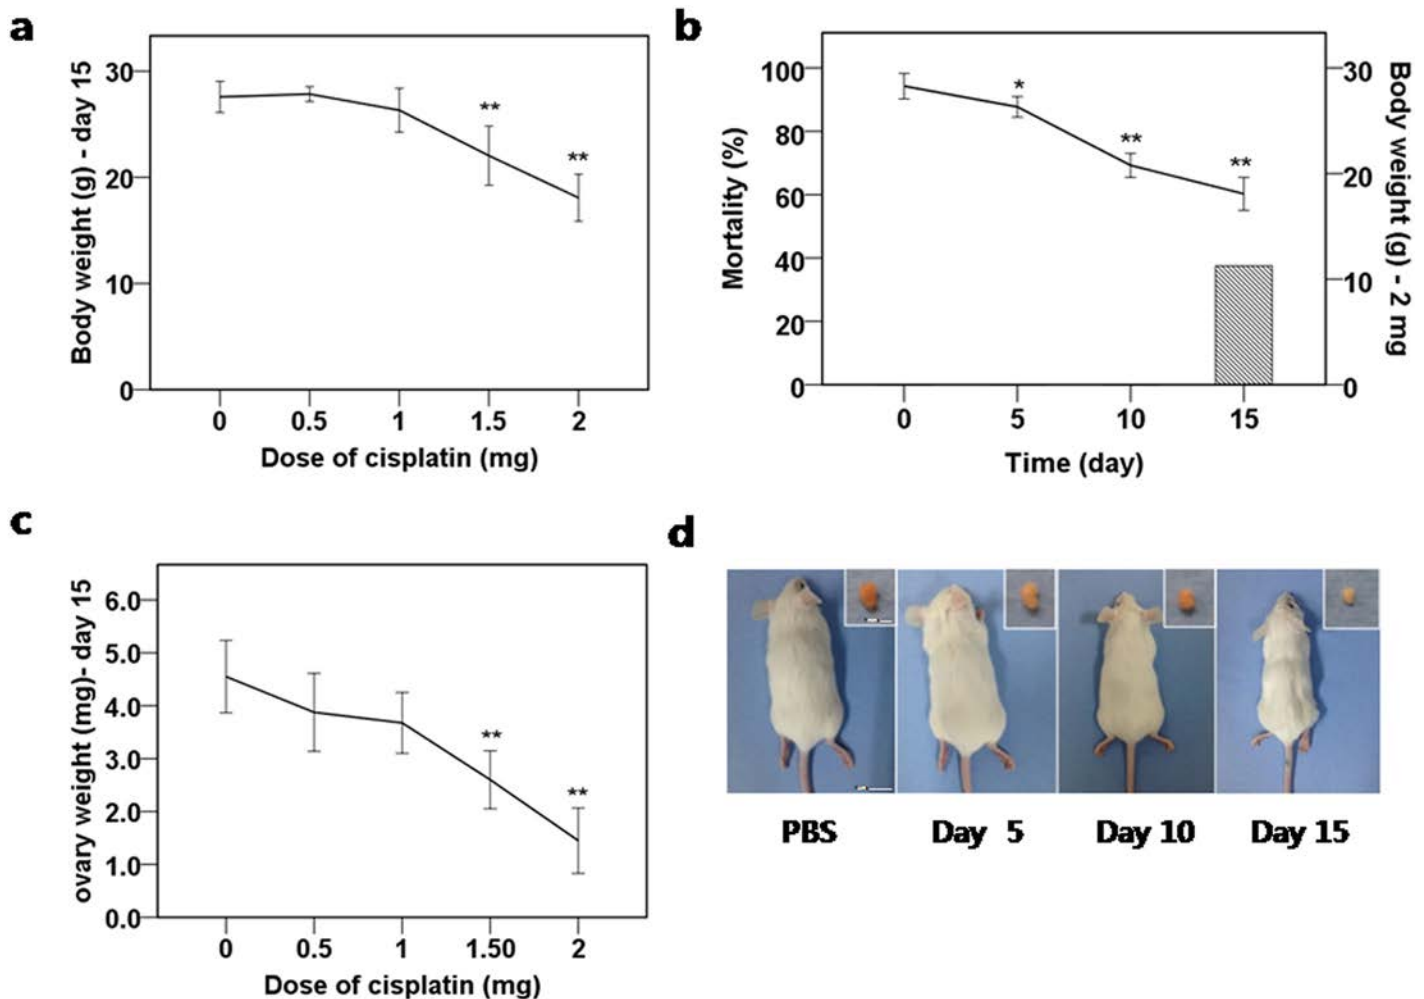 a
Body weight (g) - day 15
30
20
10
0
**
**
0 0.5 1 1.5 2
Dose of cisplatin (mg)
b
Mortality (%)
100
80
60
40
20
0
*
**
**
30
20
10
0
Body weight (g) - 2 mg
0 5 10 15
Time (day)
c
ovary weight (mg)- day 15
6.0
5.0
4.0
3.0
2.0
1.0
0.0
**
**
0 0.5 1 1.50 2
Dose of cisplatin (mg)
d
PBS Day 5 Day 10 Day 15